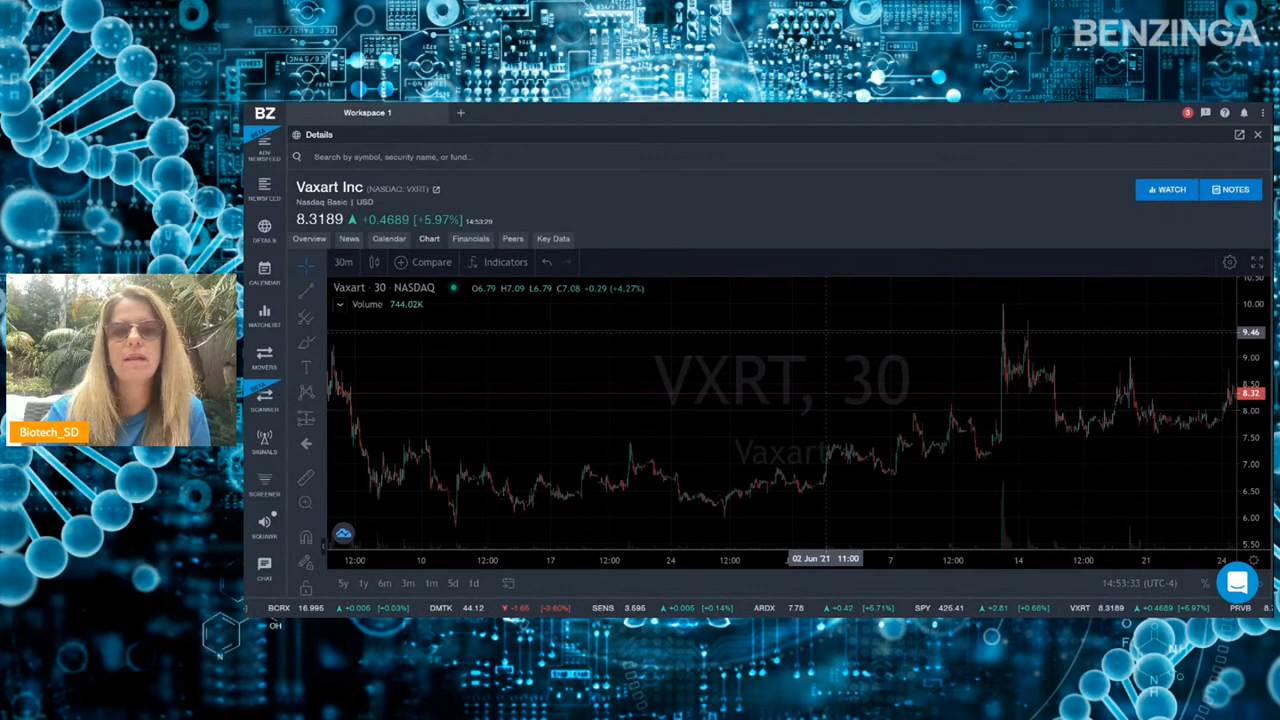 BENZINGA
BZ
Workspace 1
+
3
Details
Search by symbol, security name, or fund...
Vaxart Inc (NASDAQ: VXRT)
WATCH
NOTES
Nasdaq Basic | USD
8.3189 ▲ +0.4689 [+5.97%] 14:53:29
Overview News Calendar Chart Financials Peers Key Data
30m Compare Indicators
Vaxart · 30 · NASDAQ O6.79 H7.09 L6.79 C7.08 +0.29 (+4.27%)
Volume 744.02K
BETA
ADV NEWSFEED
NEWSFEED
DETAILS
CALENDAR
WATCHLIST
MOVERS
BETA
SCANNER
SIGNALS
SCREENER
SQUAWK
CHAT
VXRT, 30
Vaxart
10.50
10.00
9.46
9.00
8.50
8.32
8.00
7.50
7.00
6.50
6.00
5.50
12:00 10 12:00 17 12:00 24 12:00 02 Jun '21 11:00 7 12:00 14 12:00 21 24
5y 1y 6m 3m 1m 5d 1d
14:53:33 (UTC-4) %
BCRX 16.995 ▲ +0.005 [+0.03%] DMTK 44.12 ▼ -1.65 [-3.60%] SENS 3.595 ▲ +0.005 [+0.14%] ARDX 7.78 ▲ +0.42 [+5.71%] SPY 425.41 ▲ +2.81 [+0.66%] VXRT 8.3189 ▲ +0.4689 [+5.97%] PRVB
Biotech_SD
OH
N
F
O
N
H